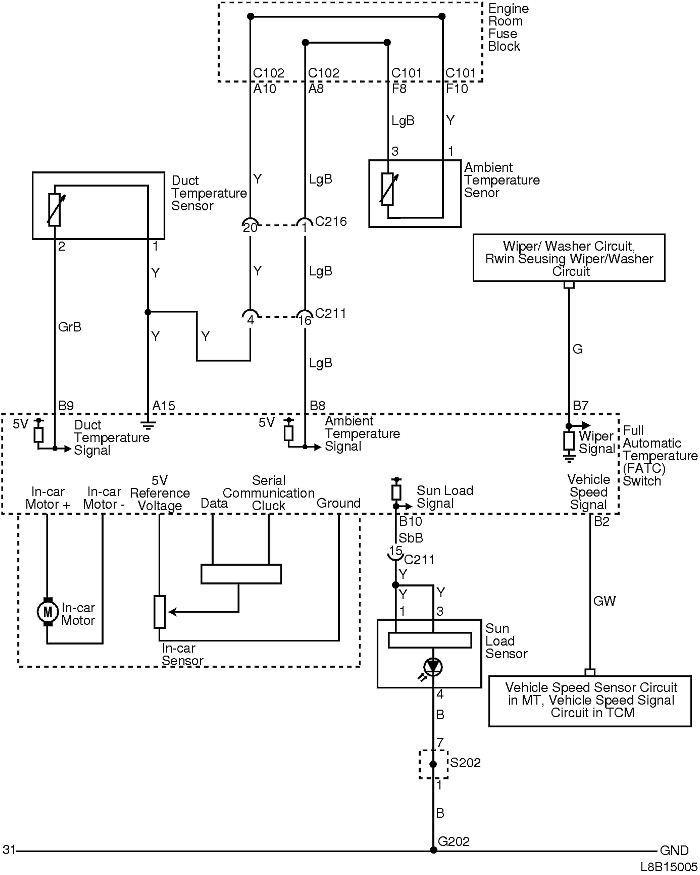 Engine
Room
Fuse
Block
C102 C102 C101 C101
A10 A8 F8 F10
LgB Y
3 1
Duct
Temperature
Sensor
Ambient
Temperature
Senor
Y LgB
20 1 C216
2 1
Y Y LgB
Wiper/ Washer Circuit,
Rwin Seusing Wiper/Washer
Circuit
4 16 C211
GrB Y Y
LgB
G
B9 A15 B8 B7
5V Duct
Temperature
Signal
5V Ambient
Temperature
Signal
Wiper
Signal
Full
Automatic
Temperature
(FATC)
Switch
In-car
Motor +
In-car
Motor -
5V
Reference
Voltage
Data
Serial
Communication
Cluck
Ground
Sun Load
Signal
Vehicle
Speed
Signal
B10 B2
SbB
15 C211
Y
Y Y
1 3
M In-car
Motor
In-car
Sensor
GW
Sun
Load
Sensor
4
Vehicle Speed Sensor Circuit
in MT, Vehicle Speed Signal
Circuit in TCM
B
7
S202
1
B
G202
31 GND
L8B15005